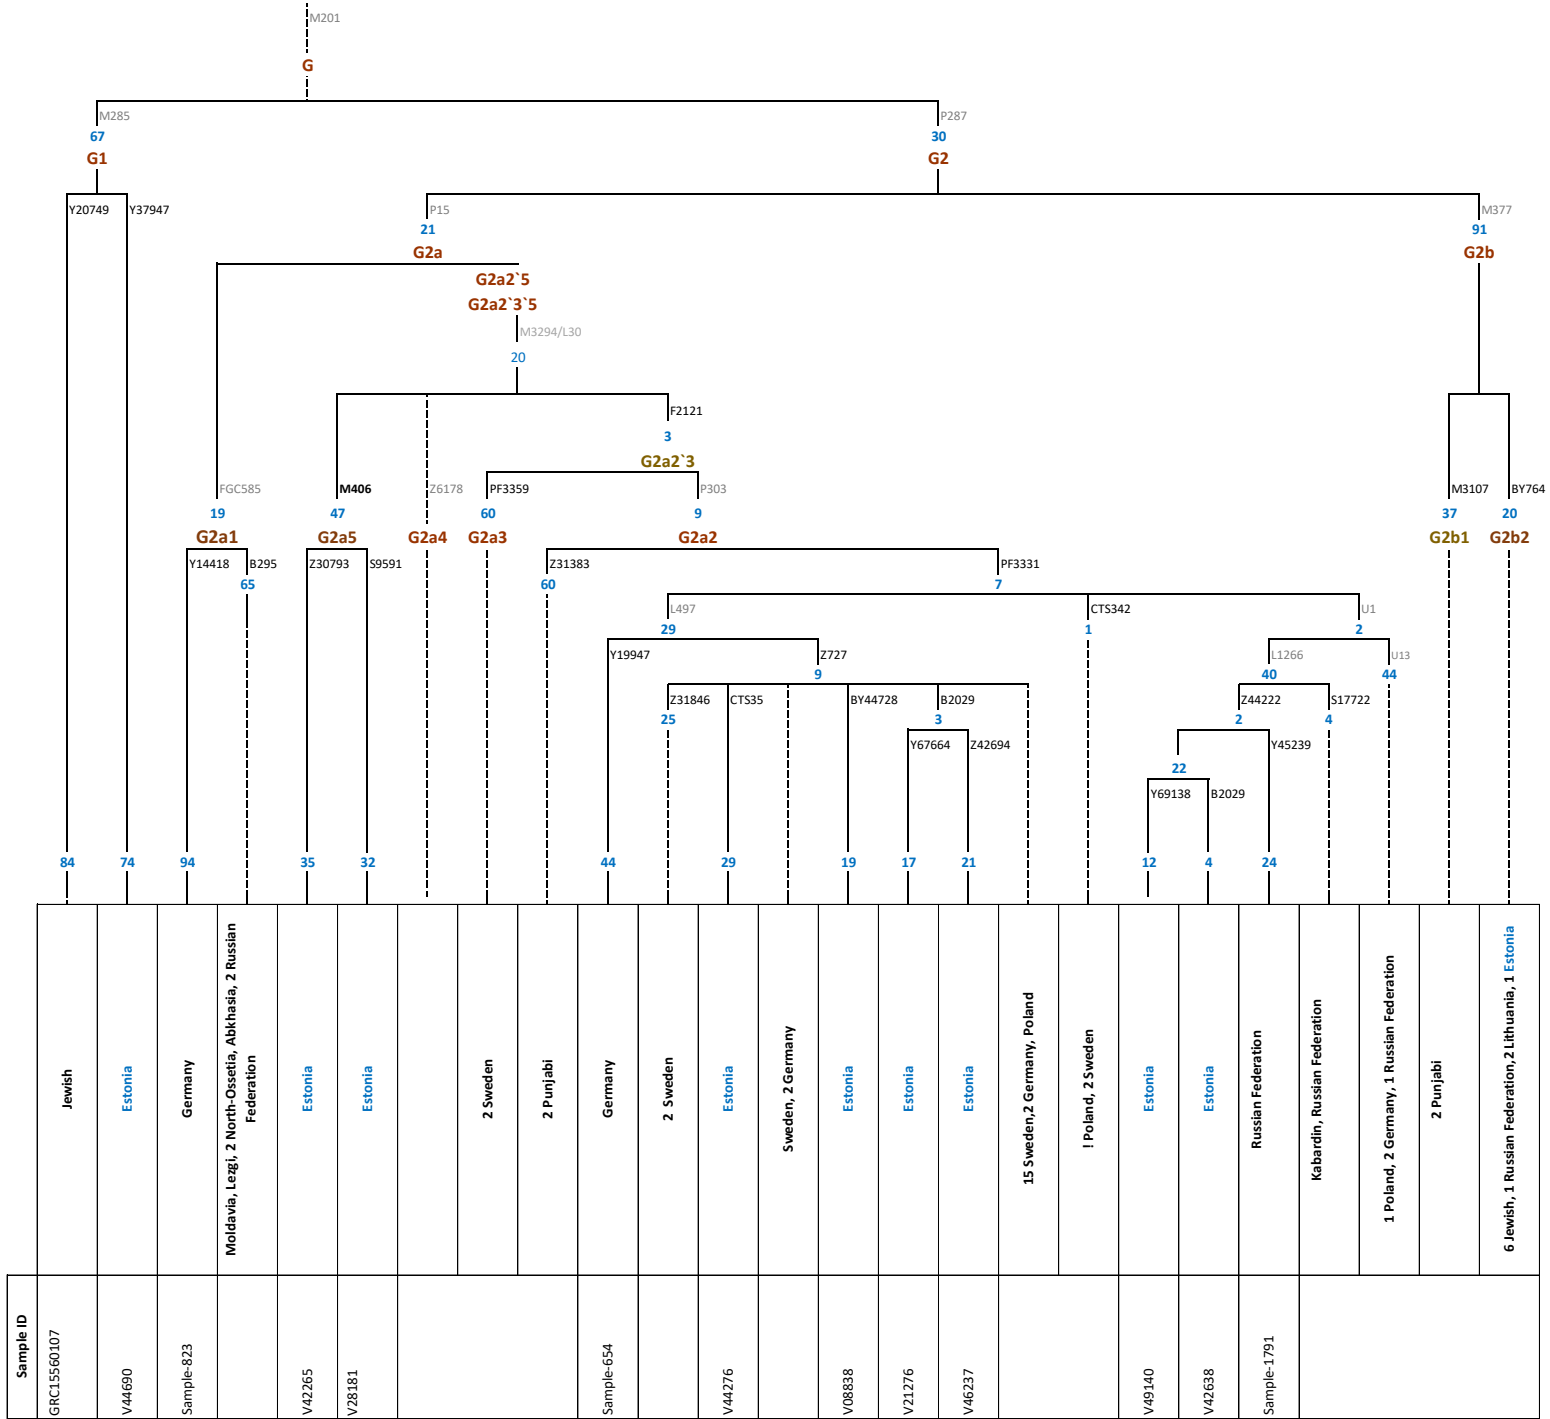 M201
G
M285
P287
67
30
G1
G2
Y20749
Y37947
P15
M377
21
91
G2a
G2b
G2a2`5
G2a2`3`5
M3294/L30
20
F2121
3
G2a2`3
FGC585
M406
Z6178
PF3359
P303
M3107
BY764
19
47
60
9
37
20
G2a1
G2a5
G2a4
G2a3
G2a2
G2b1
G2b2
Y14418
B295
Z30793
S9591
Z31383
PF3331
65
60
7
L497
CTS342
U1
29
1
2
Y19947
Z727
L1266
U13
9
40
44
Z31846
CTS35
BY44728
B2029
Z44222
S17722
25
3
2
4
Y67664
Z42694
Y45239
22
Y69138
B2029
84
74
94
35
32
44
29
19
17
21
12
4
24
Jewish
Estonia
Germany
Moldavia, Lezgi, 2 North-Ossetia, Abkhasia, 2 Russian
Federation
Estonia
Estonia
2 Sweden
2 Punjabi
Germany
2 Sweden
Estonia
Sweden, 2 Germany
Estonia
Estonia
Estonia
15 Sweden,2 Germany, Poland
! Poland, 2 Sweden
Estonia
Estonia
Russian Federation
Kabardin, Russian Federation
1 Poland, 2 Germany, 1 Russian Federation
2 Punjabi
6 Jewish, 1 Russian Federation, 2 Lithuania, 1 Estonia
Sample ID
GRC15560107
V44690
Sample-823
V42265
V28181
Sample-654
V44276
V08838
V21276
V46237
V49140
V42638
Sample-1791